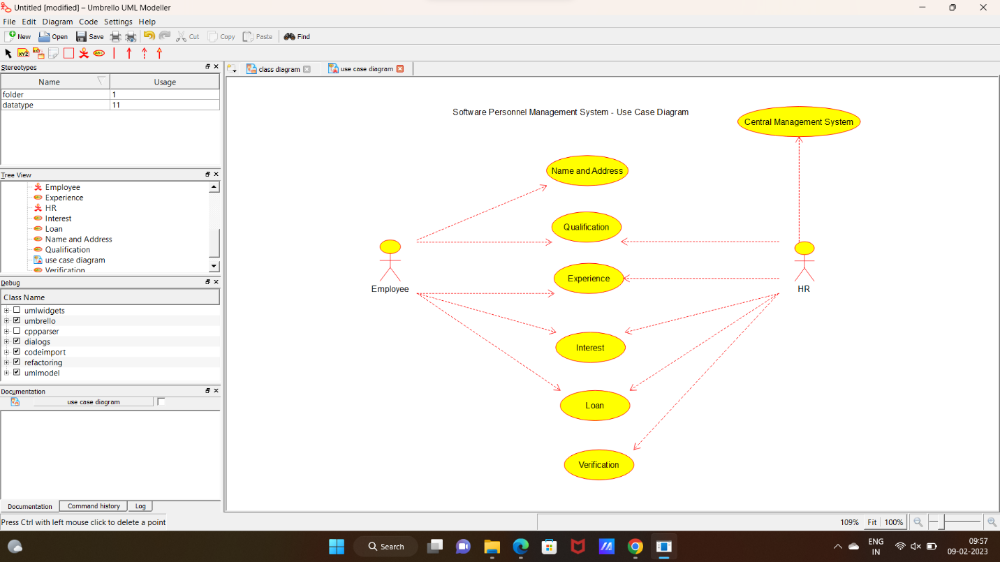 Untitled [modified] – Umbrello UML Modeller
File Edit Diagram Code Settings Help
New Open Save Cut Copy Paste Find
XYZ ABC
Stereotypes
class diagram use case diagram
Name Usage
folder 1
datatype 11
Tree View
Employee
Experience
HR
Interest
Loan
Name and Address
Qualification
use case diagram
Verification
Debug
Class Name
umlwidgets
umbrello
cppparser
dialogs
codeimport
refactoring
umlmodel
Documentation
use case diagram
Documentation Command history Log
Press Ctrl with left mouse click to delete a point
Software Personnel Management System - Use Case Diagram
Central Management System
Name and Address
Qualification
Experience
Employee
HR
Interest
Loan
Verification
109% Fit 100%
Search
ENG
IN
09:57
09-02-2023